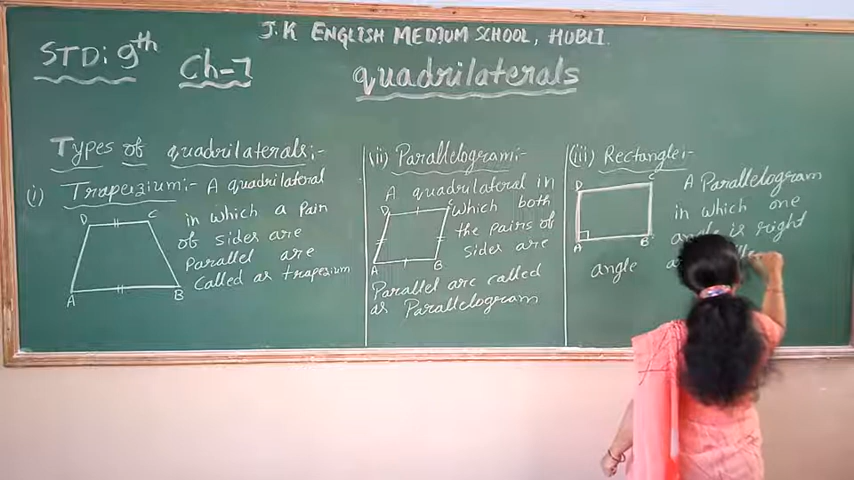 J.K ENGLISH MEDIUM SCHOOL, HUBLI.
STD: 9th
Ch-7
quadrilaterals
Types of quadrilaterals:-
(i) Traperzium:- A quadrilateral
in which a Pair
of sides are
Parallel are
called as trapezium
D C
A B
(ii) Parallelogram:-
A quadrilateral in
which both
the pairs of
sides are
Parallel are called
as Parallelogram
D C
A B
(iii) Rectangle:-
A Parallelogram
in which one
angle is right
angle
D C
A B